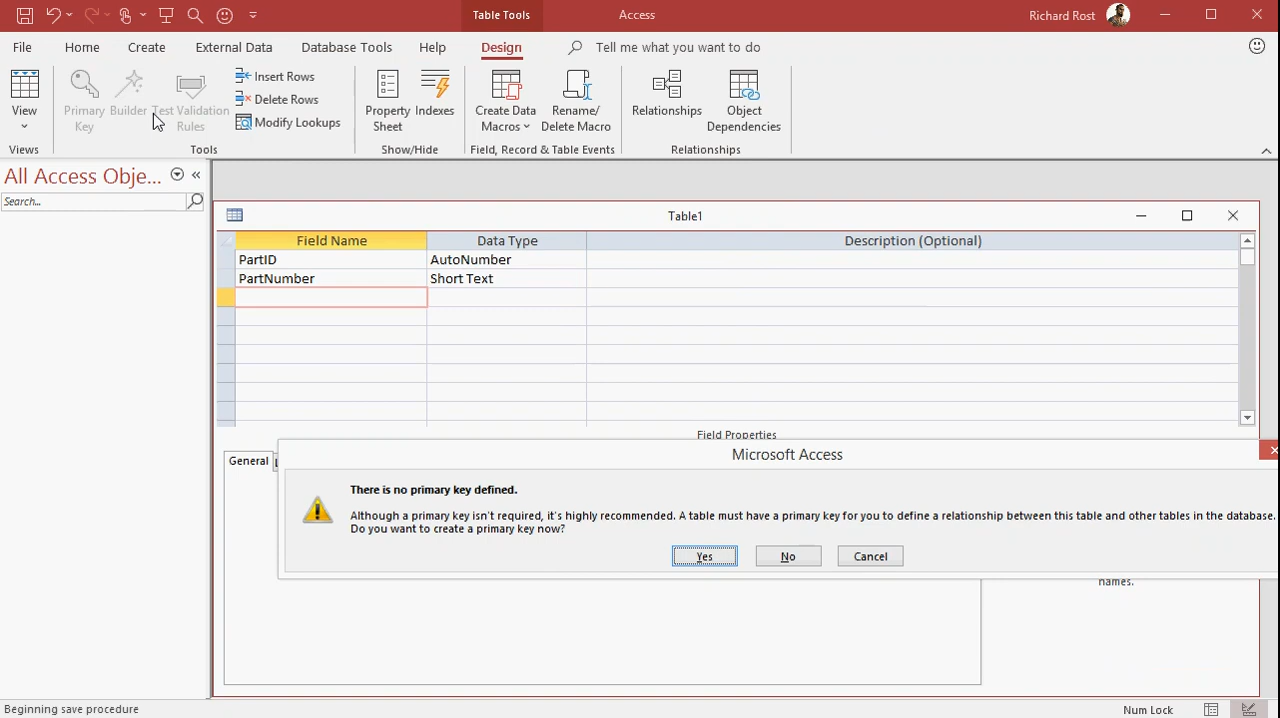 Table Tools
Access
Richard Rost
File
Home
Create
External Data
Database Tools
Help
Design
Tell me what you want to do
View
Primary Key
Builder
Test Validation Rules
Insert Rows
Delete Rows
Modify Lookups
Property Sheet
Indexes
Create Data Macros
Rename/ Delete Macro
Relationships
Object Dependencies
Views
Tools
Show/Hide
Field, Record & Table Events
Relationships
All Access Obje...
Search...
Table1
Field Name
Data Type
Description (Optional)
PartID
AutoNumber
PartNumber
Short Text
Field Properties
General
Microsoft Access
There is no primary key defined.
Although a primary key isn't required, it's highly recommended. A table must have a primary key for you to define a relationship between this table and other tables in the database.
Do you want to create a primary key now?
Yes
No
Cancel
names.
Beginning save procedure
Num Lock